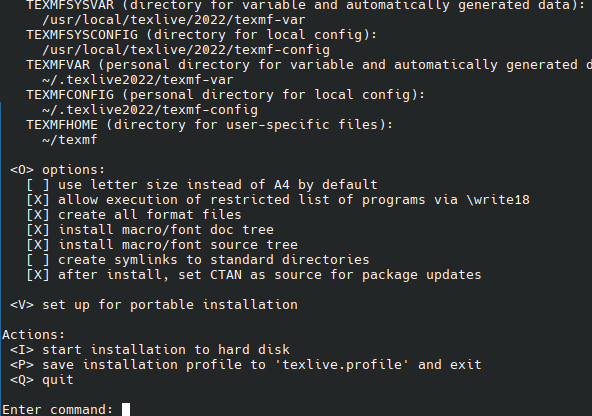 TEXMFSYSVAR (directory for variable and automatically generated data):
/usr/local/texlive/2022/texmf-var
TEXMFSYSCONFIG (directory for local config):
/usr/local/texlive/2022/texmf-config
TEXMFVAR (personal directory for variable and automatically generated d
~/.texlive2022/texmf-var
TEXMFCONFIG (personal directory for local config):
~/.texlive2022/texmf-config
TEXMFHOME (directory for user-specific files):
~/texmf
<O> options:
[ ] use letter size instead of A4 by default
[X] allow execution of restricted list of programs via \write18
[X] create all format files
[X] install macro/font doc tree
[X] install macro/font source tree
[ ] create symlinks to standard directories
[X] after install, set CTAN as source for package updates
<V> set up for portable installation
Actions:
<I> start installation to hard disk
<P> save installation profile to 'texlive.profile' and exit
<Q> quit
Enter command: